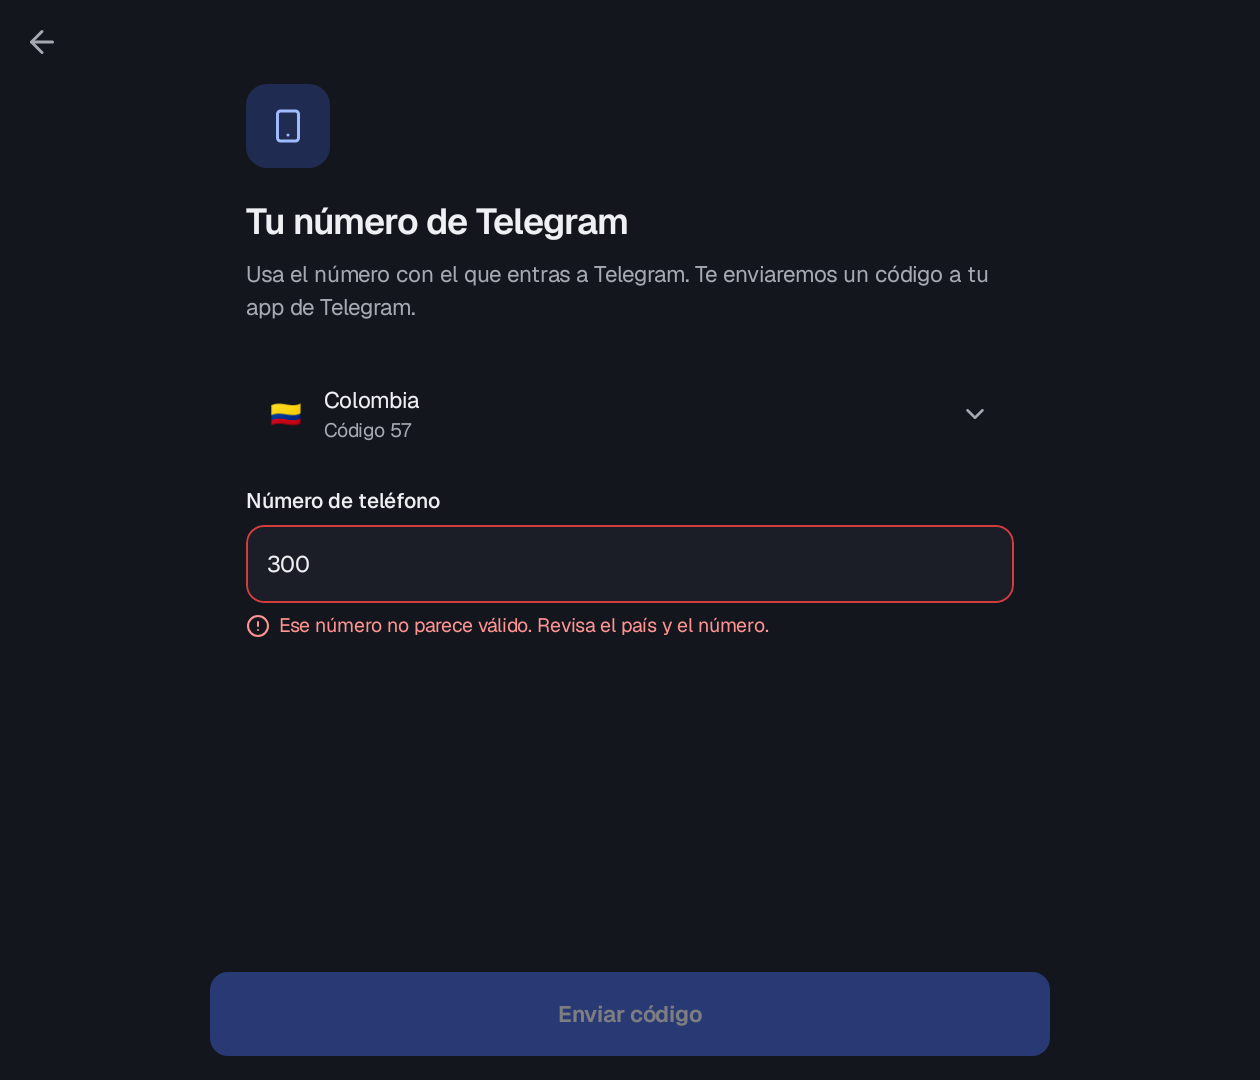 Tu número de Telegram
Usa el número con el que entras a Telegram. Te enviaremos un código a tu
app de Telegram.
Colombia
Código 57
Número de teléfono
300
Ese número no parece válido. Revisa el país y el número.
Enviar código